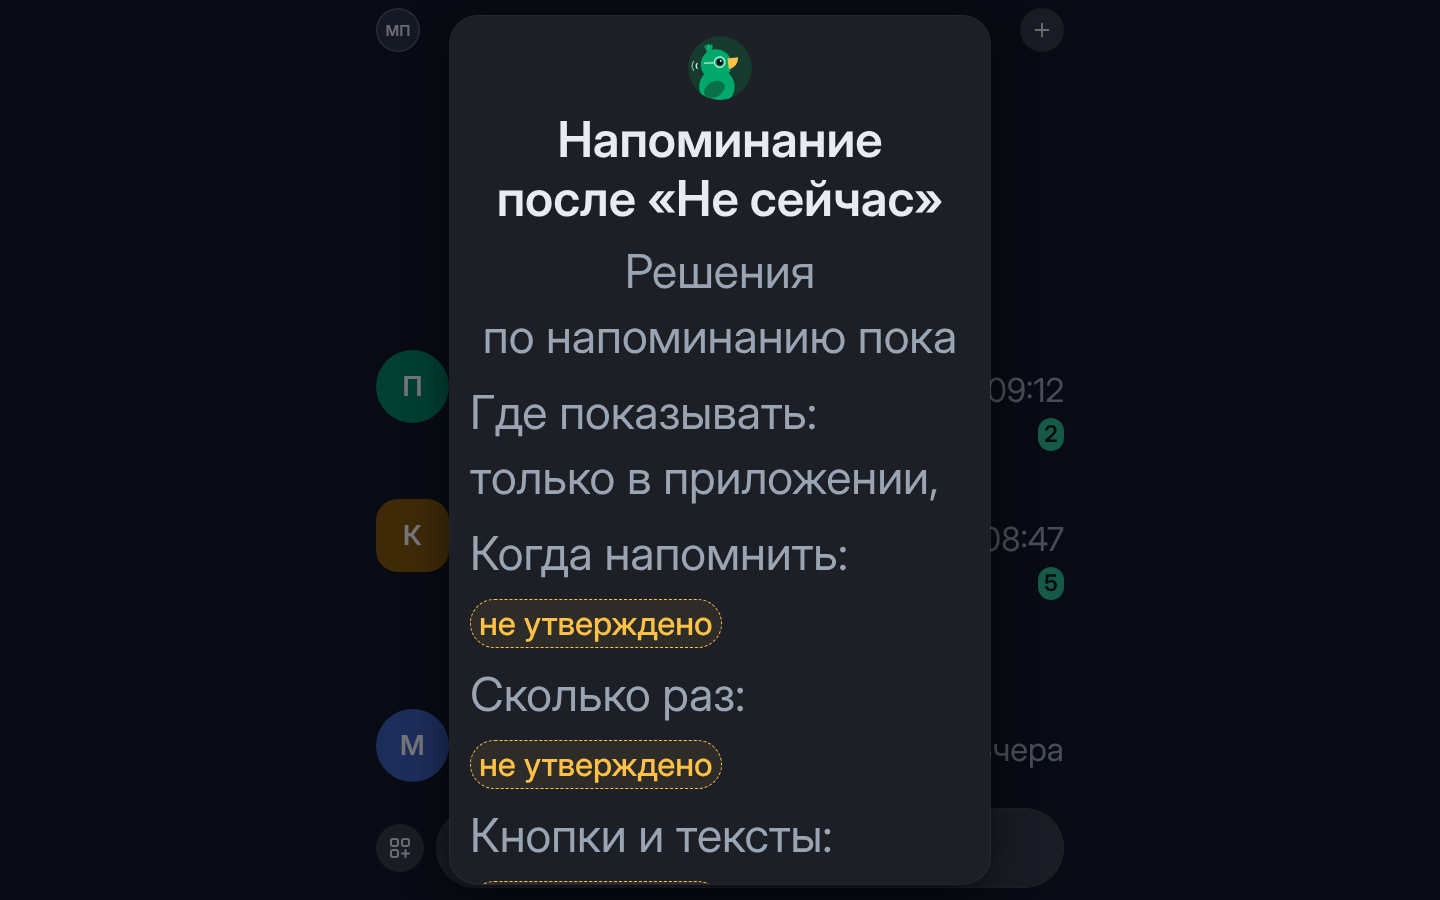 МП
Напоминание
после «Не сейчас»
Решения
по напоминанию пока
П
09:12
2
Где показывать:
только в приложении,
К
08:47
5
Когда напомнить:
не утверждено
Сколько раз:
не утверждено
М
вчера
Кнопки и тексты: